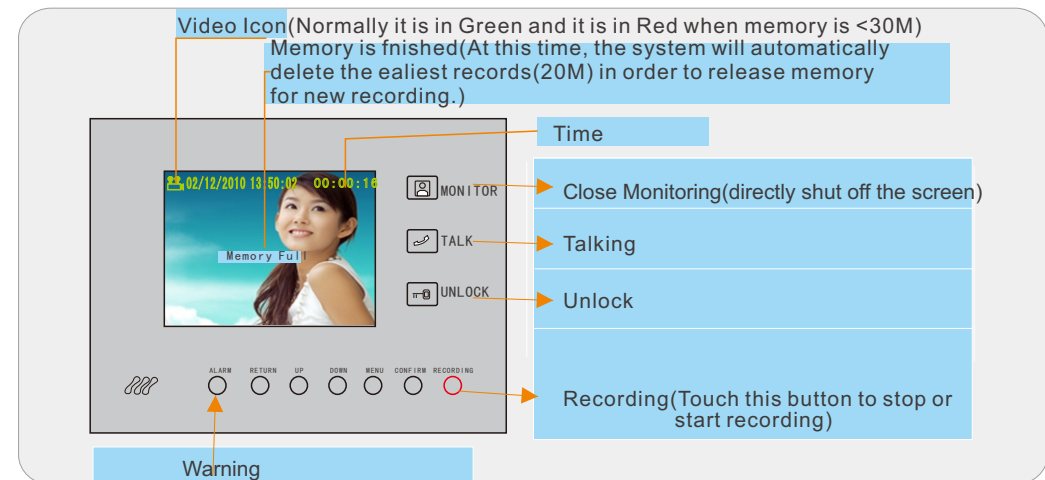 Video Icon(Normally it is in Green and it is in Red when memory is <30M)
Memory is fnished(At this time, the system will automatically
delete the ealiest records(20M) in order to release memory
for new recording.)
Time
02/12/2010 13:50:02 00:00:16
MONITOR
Close Monitoring(directly shut off the screen)
TALK
Talking
Memory Full
UNLOCK
Unlock
ALARM RETURN UP DOWN MENU CONFIRM RECORDING
Recording(Touch this button to stop or
start recording)
Warning